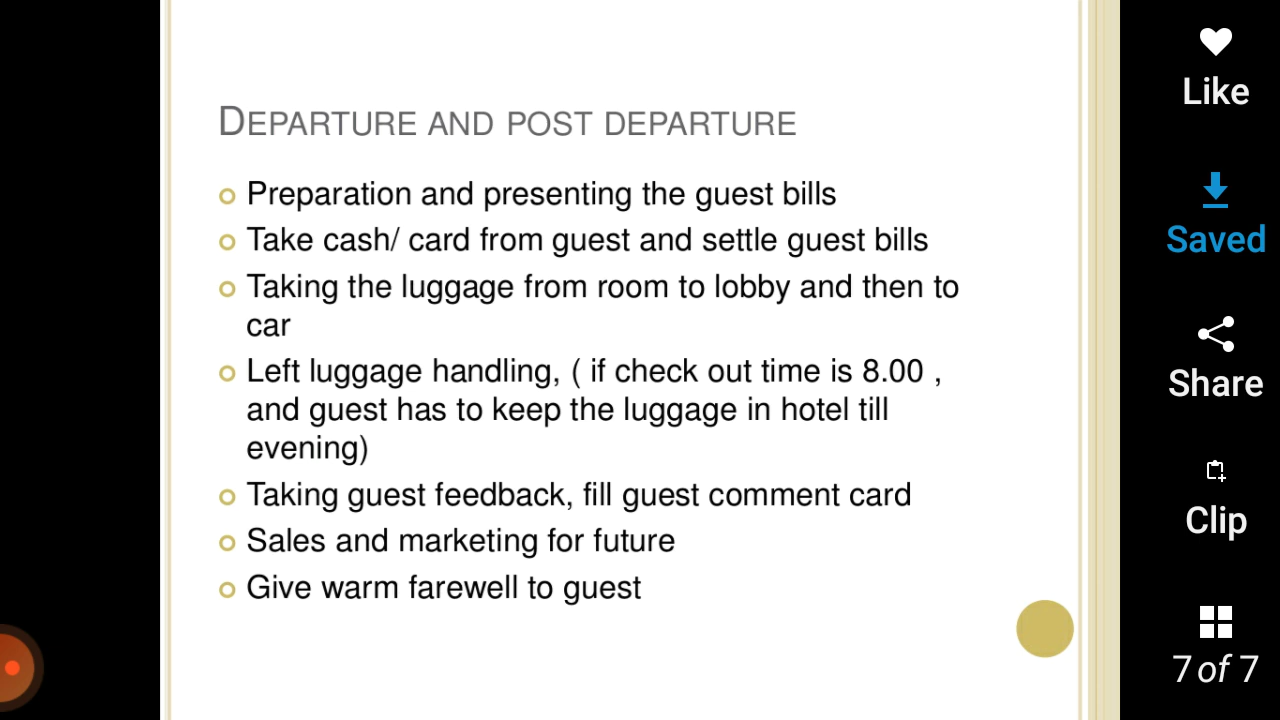 DEPARTURE AND POST DEPARTURE
Preparation and presenting the guest bills
Take cash/ card from guest and settle guest bills
Taking the luggage from room to lobby and then to
car
Left luggage handling, ( if check out time is 8.00 ,
and guest has to keep the luggage in hotel till
evening)
Taking guest feedback, fill guest comment card
Sales and marketing for future
Give warm farewell to guest
Like
Saved
Share
Clip
7 of 7